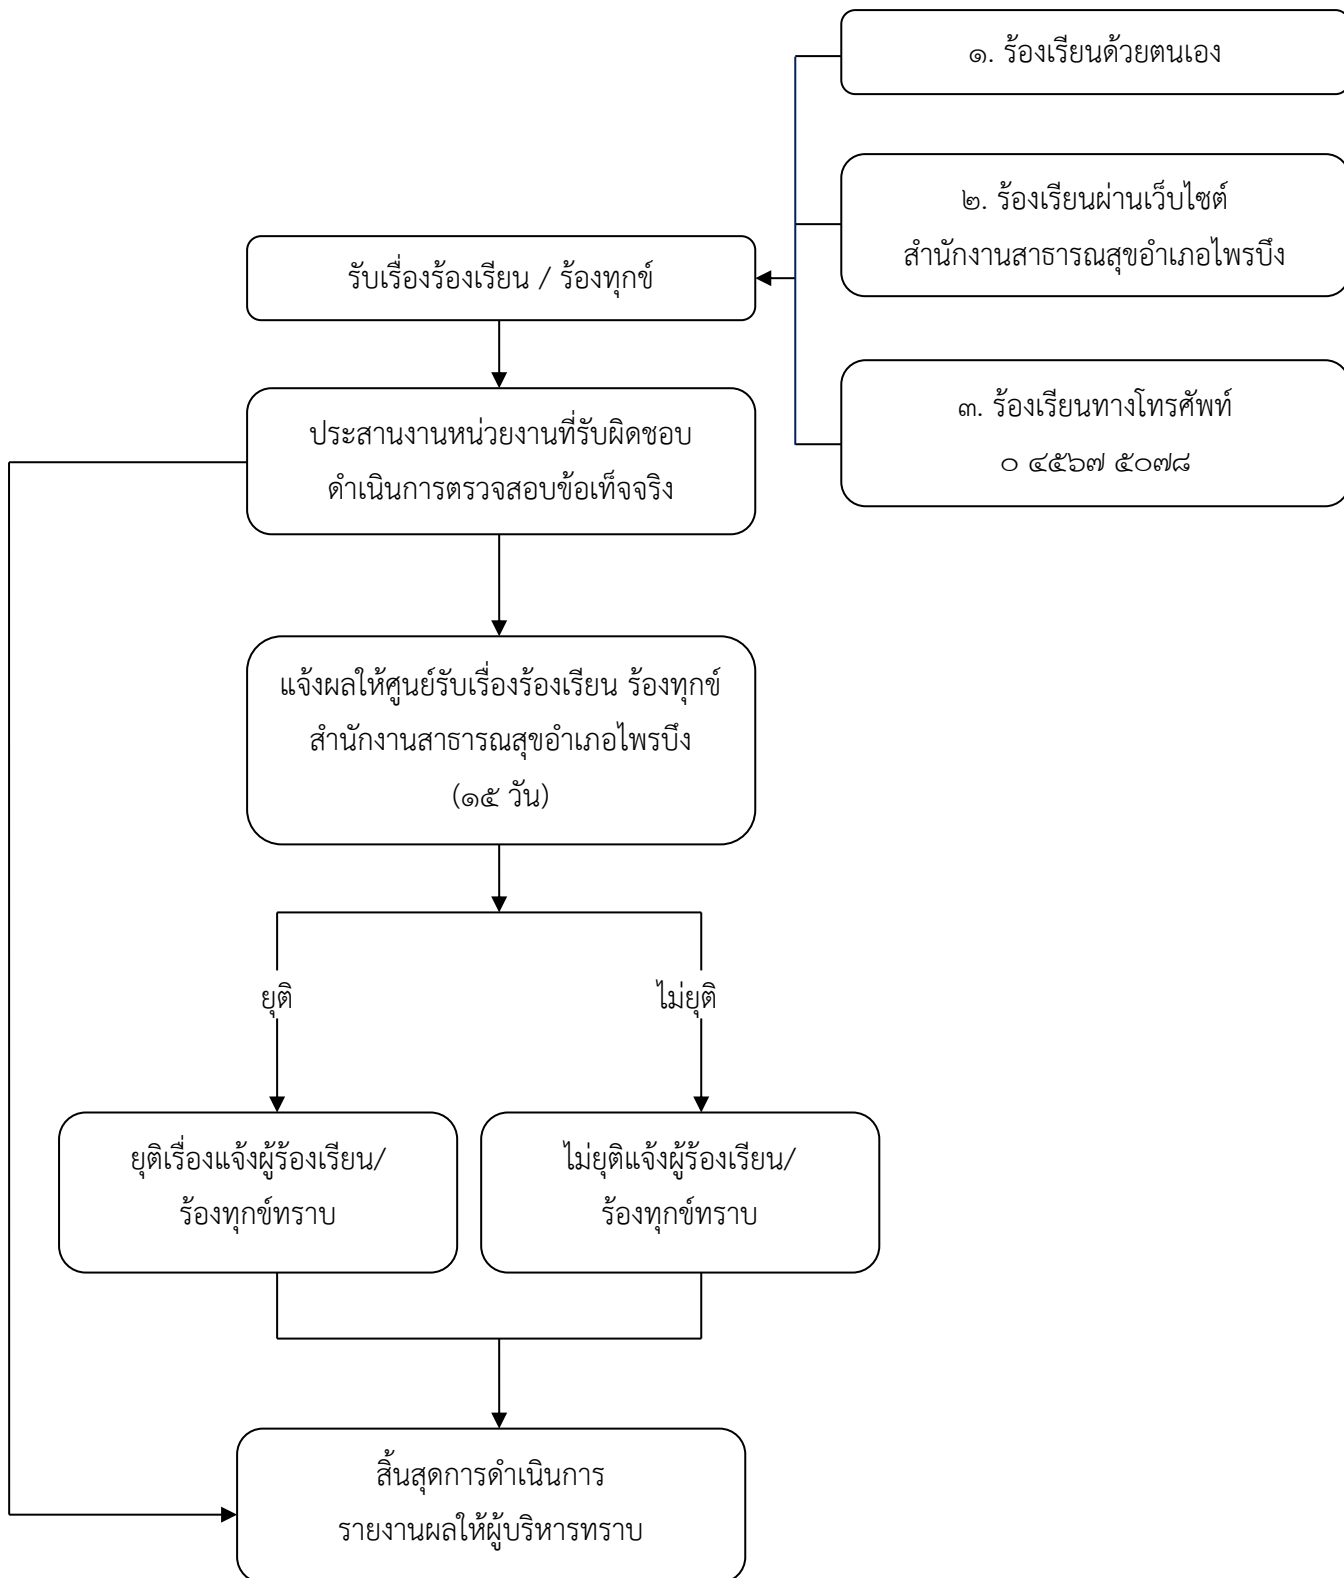 ๑. ร้องเรียนด้วยตนเอง
๒. ร้องเรียนผ่านเว็บไซต์
สำนักงานสาธารณสุขอำเภอไพรบึง
๓. ร้องเรียนทางโทรศัพท์
๐ ๔๕๖๗ ๕๐๗๘
รับเรื่องร้องเรียน / ร้องทุกข์
ประสานงานหน่วยงานที่รับผิดชอบ
ดำเนินการตรวจสอบข้อเท็จจริง
แจ้งผลให้ศูนย์รับเรื่องร้องเรียน ร้องทุกข์
สำนักงานสาธารณสุขอำเภอไพรบึง
(๑๕ วัน)
ยุติ
ไม่ยุติ
ยุติเรื่องแจ้งผู้ร้องเรียน/
ร้องทุกข์ทราบ
ไม่ยุติแจ้งผู้ร้องเรียน/
ร้องทุกข์ทราบ
สิ้นสุดการดำเนินการ
รายงานผลให้ผู้บริหารทราบ